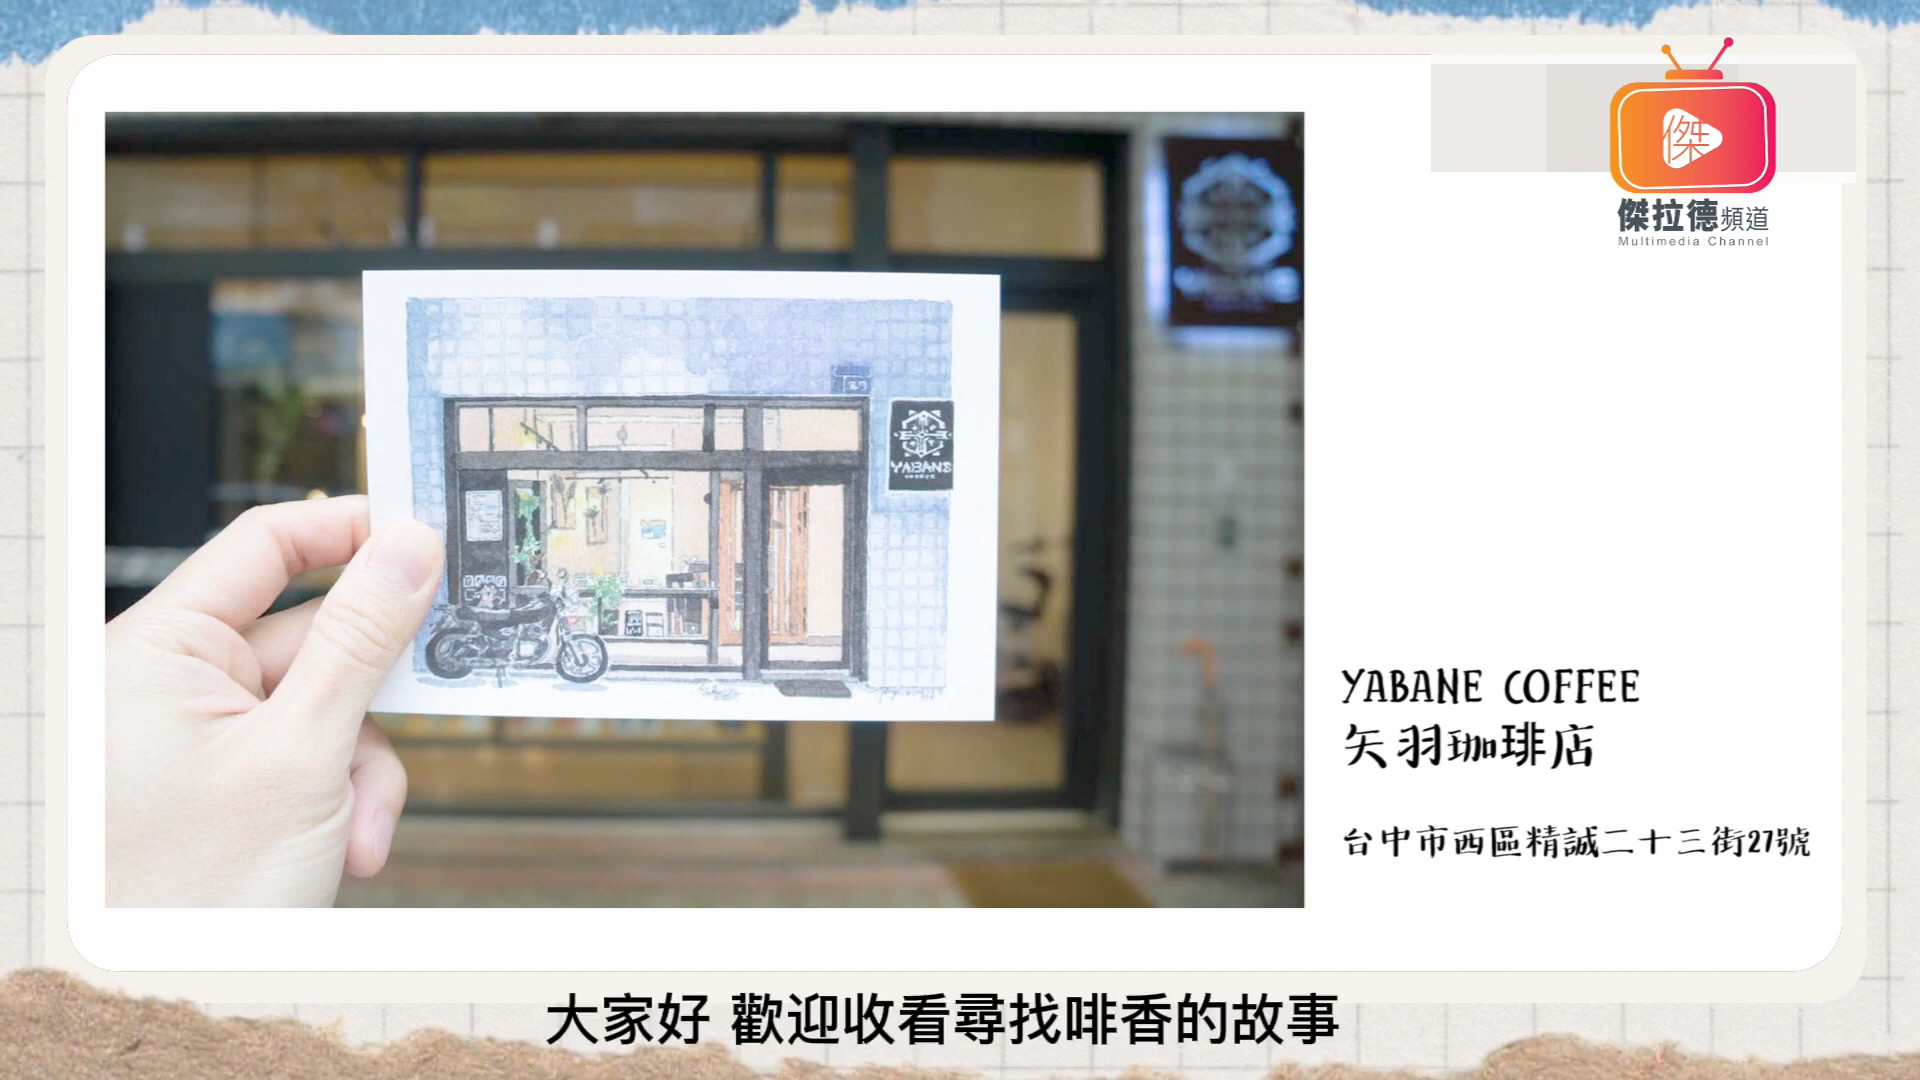 傑
傑拉德頻道
Multimedia Channel
27
YABANE
YABANE COFFEE
矢羽珈琲店
台中市西區精誠二十三街27號
大家好 歡迎收看尋找啡香的故事